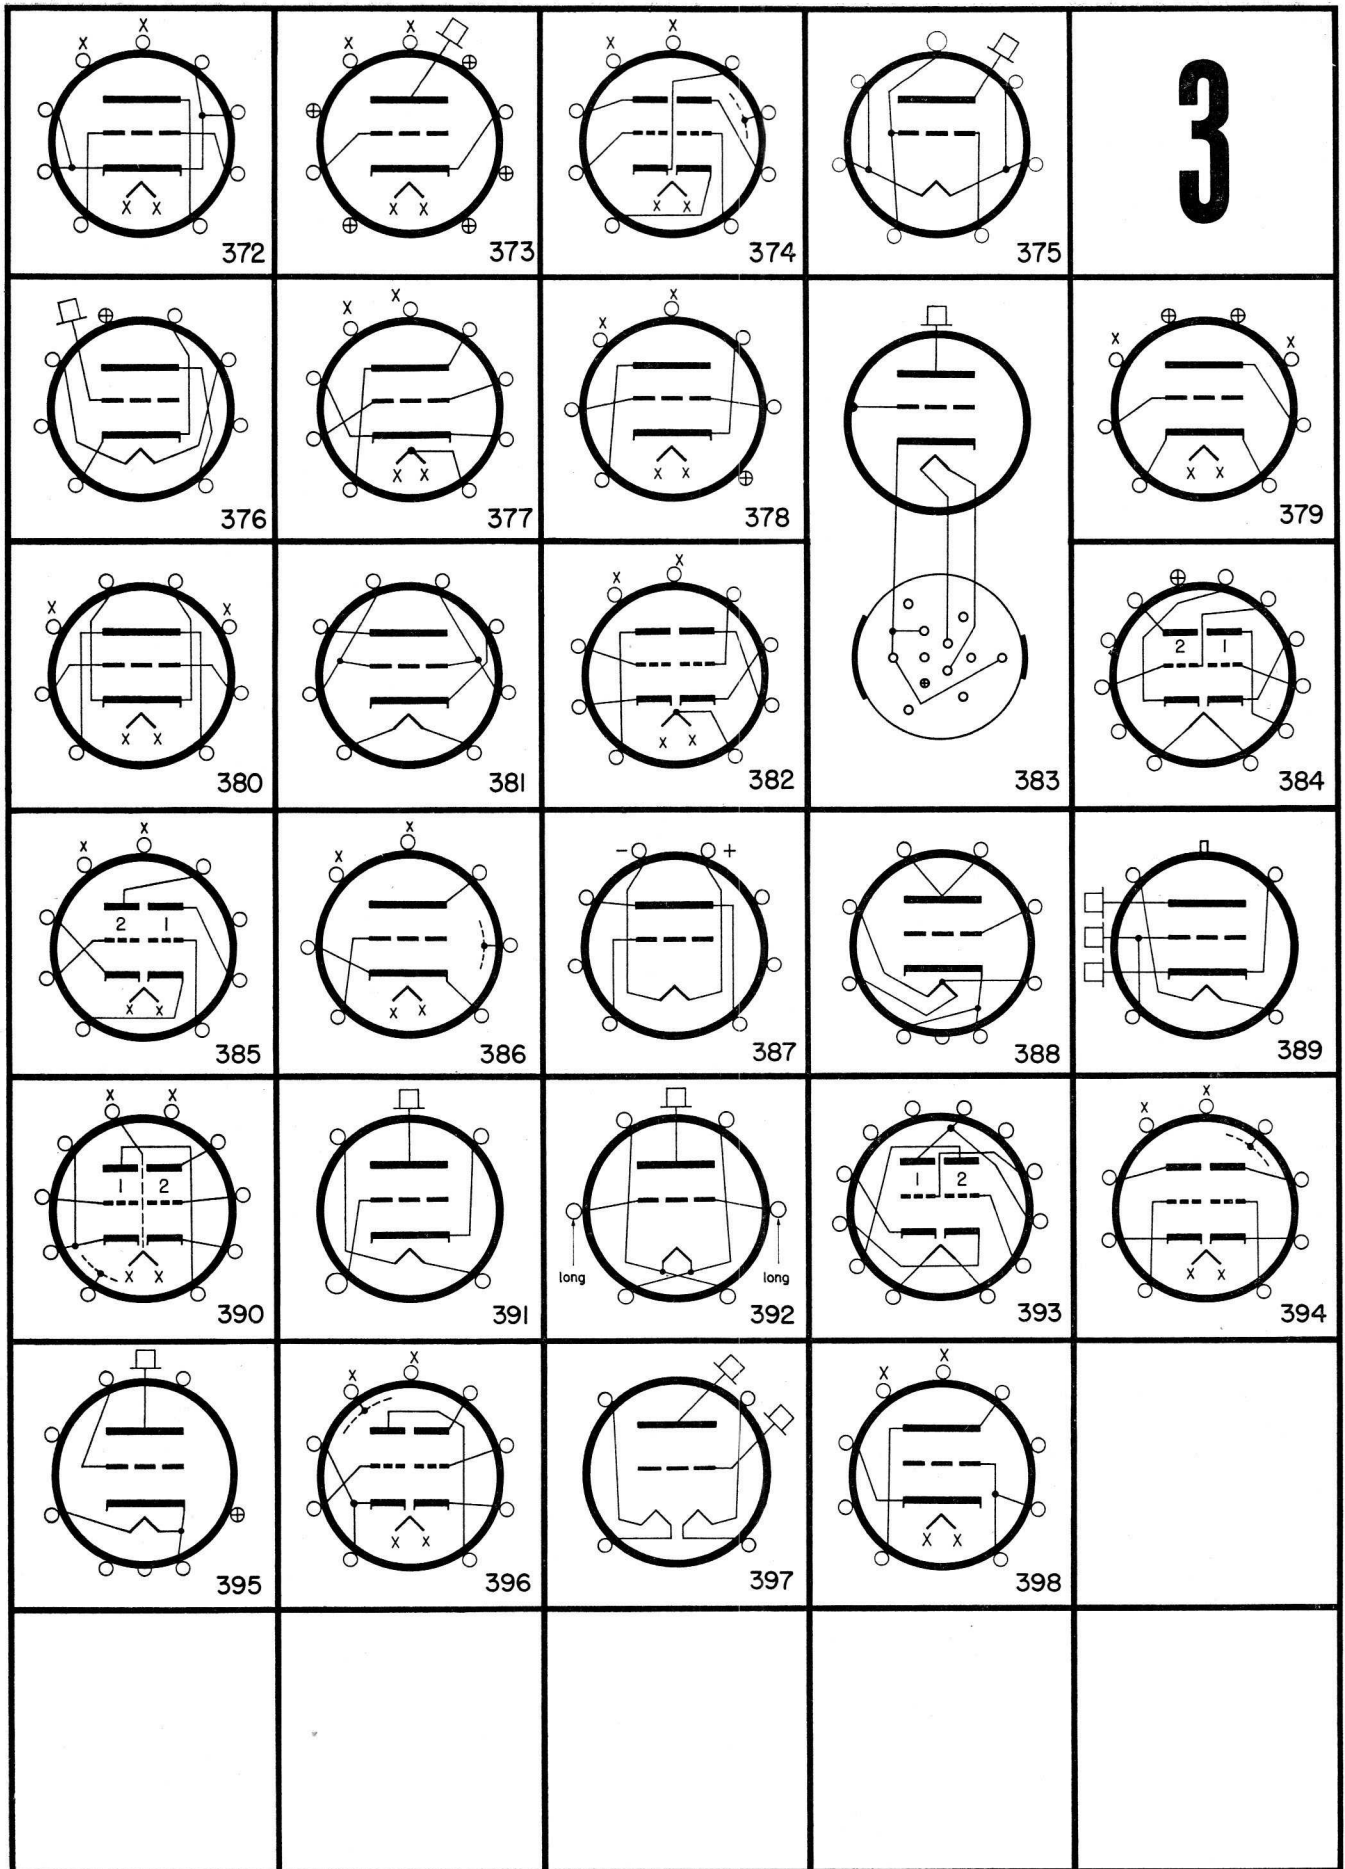 X X
X X
372
X X
X X
373
X X
X X
374
375
3
X X
376
X X
X X
377
X X
X X
378
383
X X
X X
379
X X
X X
380
381
X X
X X
382
2 1
384
X X
2 1
X X
385
X X
X X
386
- +
387
388
389
X X
1 2
X X
390
391
long long
392
1 2
393
X X
X X
394
395
X X
X X
396
397
X X
X X
398